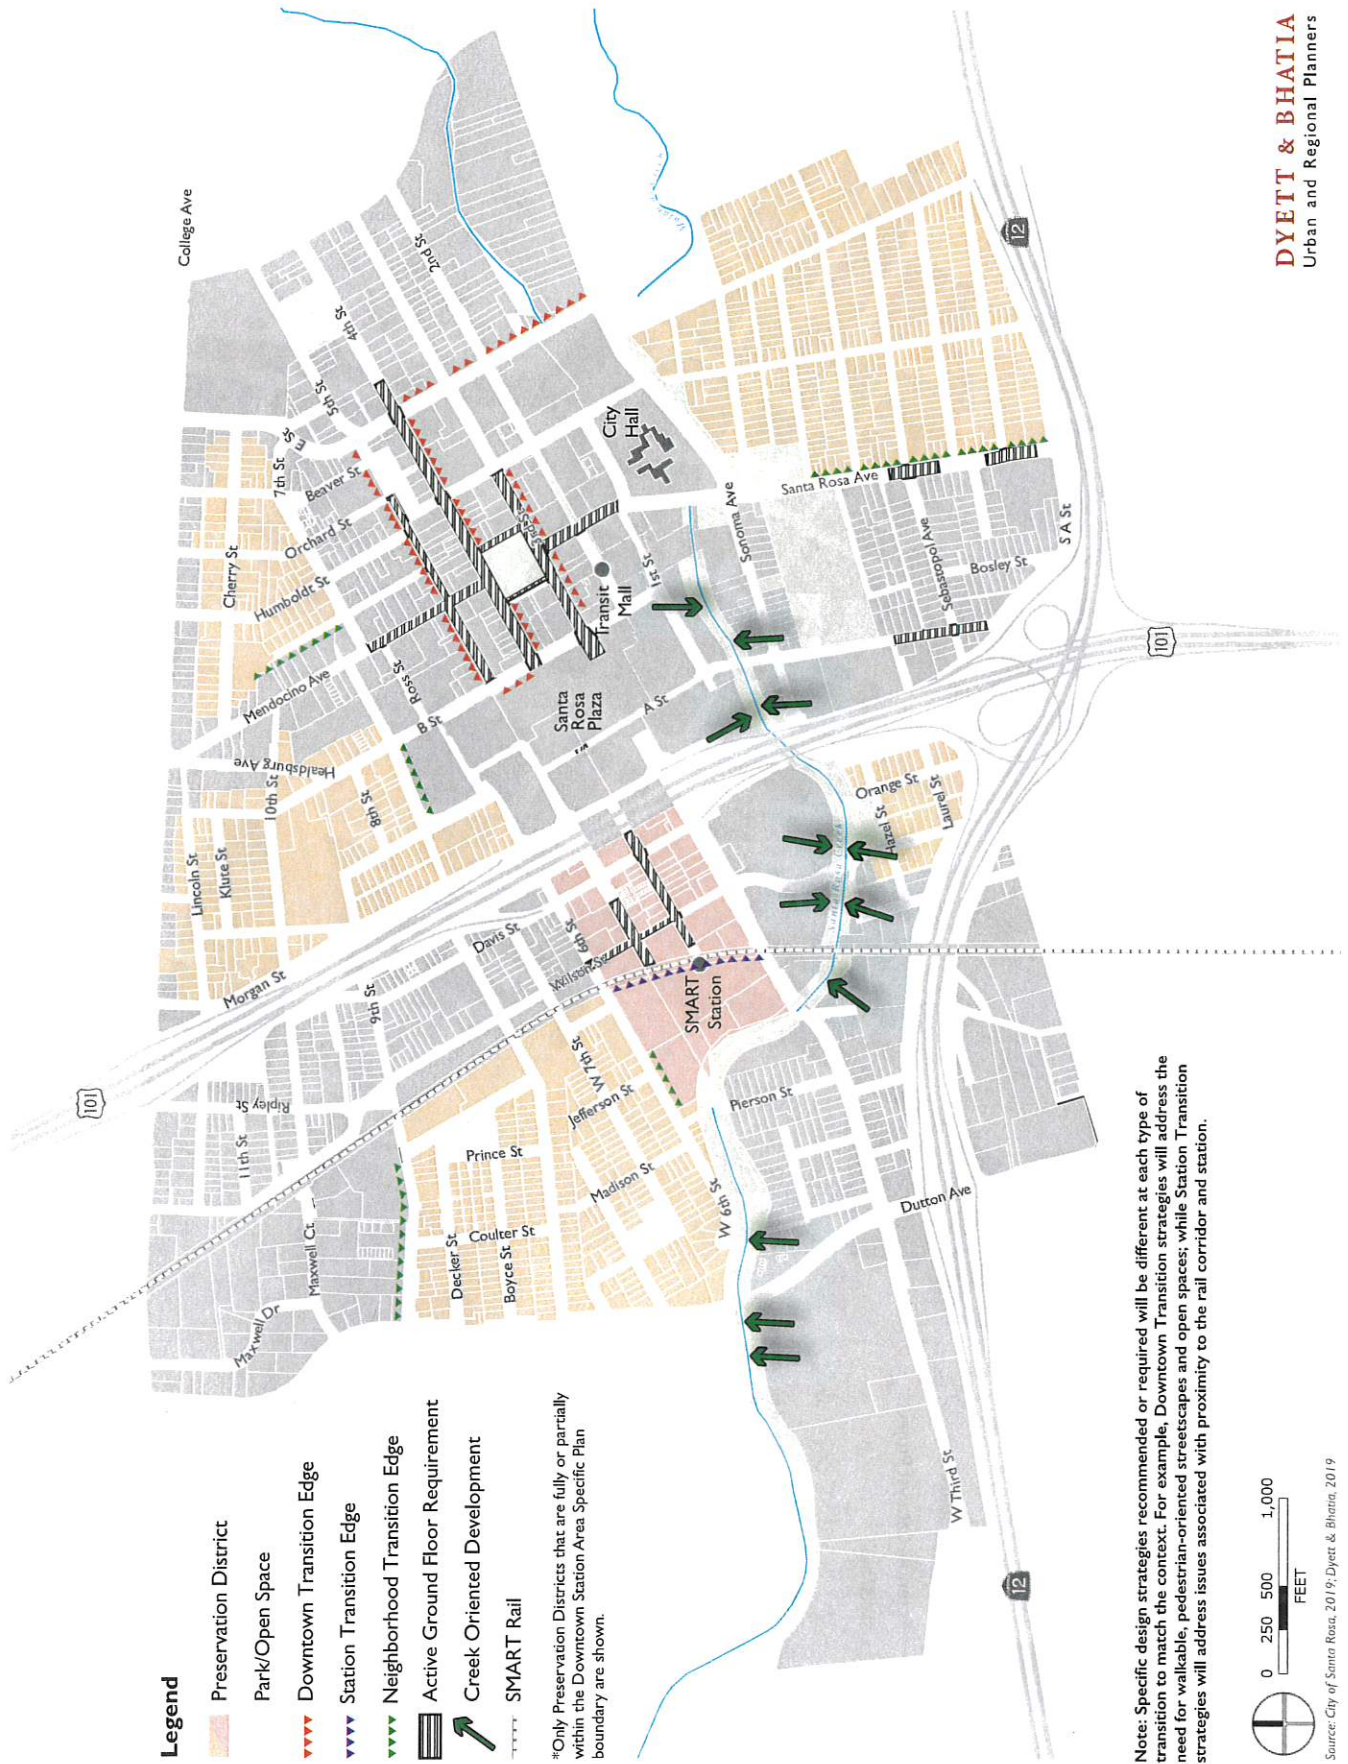 College Ave
2nd St
4th St
5th St
E St
7th St
Beaver St
Orchard St
Cherry St
Humboldt St
Mendocino Ave
Ross St
B St
Healdsburg Ave
10th St
8th St
Lincoln St
Klute St
Morgan St
City
Hall
3rd St
Transit
Mall
1st St
Santa
Rosa
Plaza
A St
Sonoma Ave
Santa Rosa Ave
Sebastopol Ave
Bosley St
S A St
12
101
Orange St
Hazel St
Laurel St
Santa Rosa Creek
Davis St
6th St
Wilson St
9th St
SMART
Station
W 7th St
Jefferson St
Pierson St
Ripley St
11th St
Maxwell Ct
Maxwell Dr
Prince St
Madison St
Coulter St
Decker St
Boyce St
W 6th St
Dutton Ave
W Third St
101
12
Legend
Preservation District
Park/Open Space
Downtown Transition Edge
Station Transition Edge
Neighborhood Transition Edge
Active Ground Floor Requirement
Creek Oriented Development
SMART Rail
*Only Preservation Districts that are fully or partially
within the Downtown Station Area Specific Plan
boundary are shown.
Note: Specific design strategies recommended or required will be different at each type of
transition to match the context. For example, Downtown Transition strategies will address the
need for walkable, pedestrian-oriented streetscapes and open spaces; while Station Transition
strategies will address issues associated with proximity to the rail corridor and station.
0 250 500 1,000
FEET
Source: City of Santa Rosa, 2019; Dyett & Bhatia, 2019
DYETT & BHATIA
Urban and Regional Planners